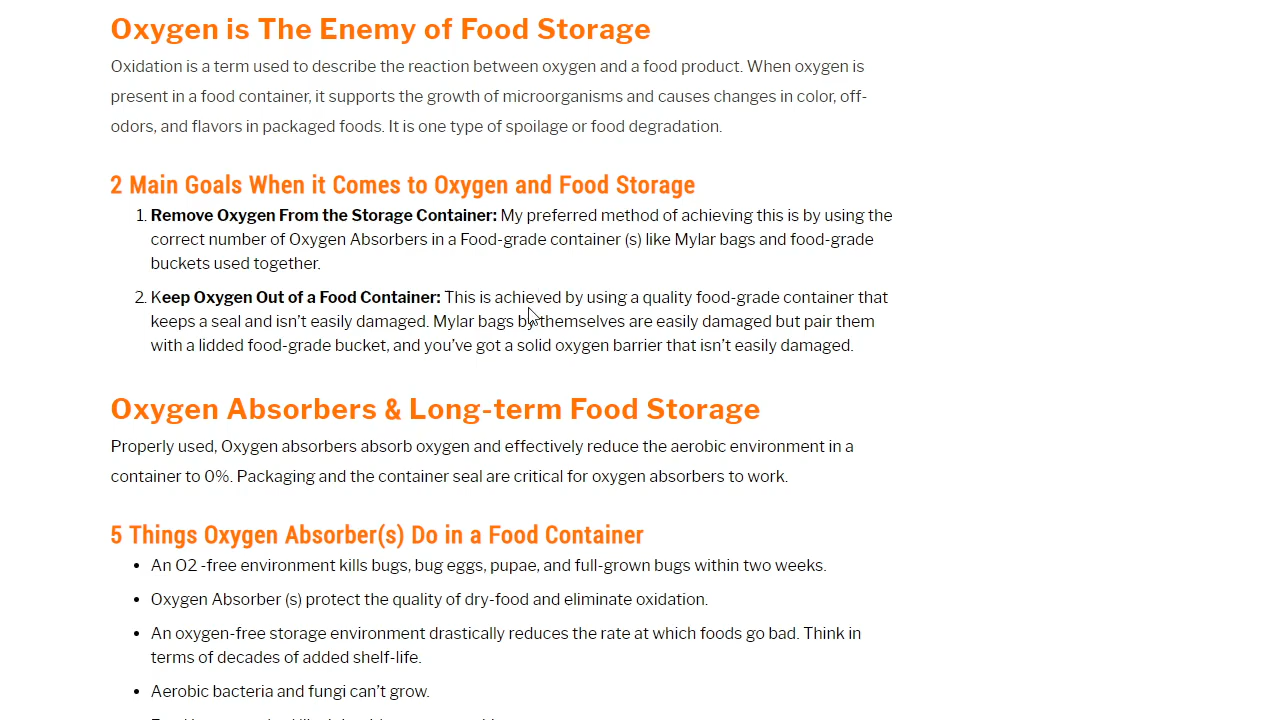 Oxygen is The Enemy of Food Storage
Oxidation is a term used to describe the reaction between oxygen and a food product. When oxygen is
present in a food container, it supports the growth of microorganisms and causes changes in color, off-
odors, and flavors in packaged foods. It is one type of spoilage or food degradation.
2 Main Goals When it Comes to Oxygen and Food Storage
1. Remove Oxygen From the Storage Container: My preferred method of achieving this is by using the
correct number of Oxygen Absorbers in a Food-grade container (s) like Mylar bags and food-grade
buckets used together.
2. Keep Oxygen Out of a Food Container: This is achieved by using a quality food-grade container that
keeps a seal and isn’t easily damaged. Mylar bags by themselves are easily damaged but pair them
with a lidded food-grade bucket, and you’ve got a solid oxygen barrier that isn’t easily damaged.
Oxygen Absorbers & Long-term Food Storage
Properly used, Oxygen absorbers absorb oxygen and effectively reduce the aerobic environment in a
container to 0%. Packaging and the container seal are critical for oxygen absorbers to work.
5 Things Oxygen Absorber(s) Do in a Food Container
• An O2 -free environment kills bugs, bug eggs, pupae, and full-grown bugs within two weeks.
• Oxygen Absorber (s) protect the quality of dry-food and eliminate oxidation.
• An oxygen-free storage environment drastically reduces the rate at which foods go bad. Think in
terms of decades of added shelf-life.
• Aerobic bacteria and fungi can’t grow.